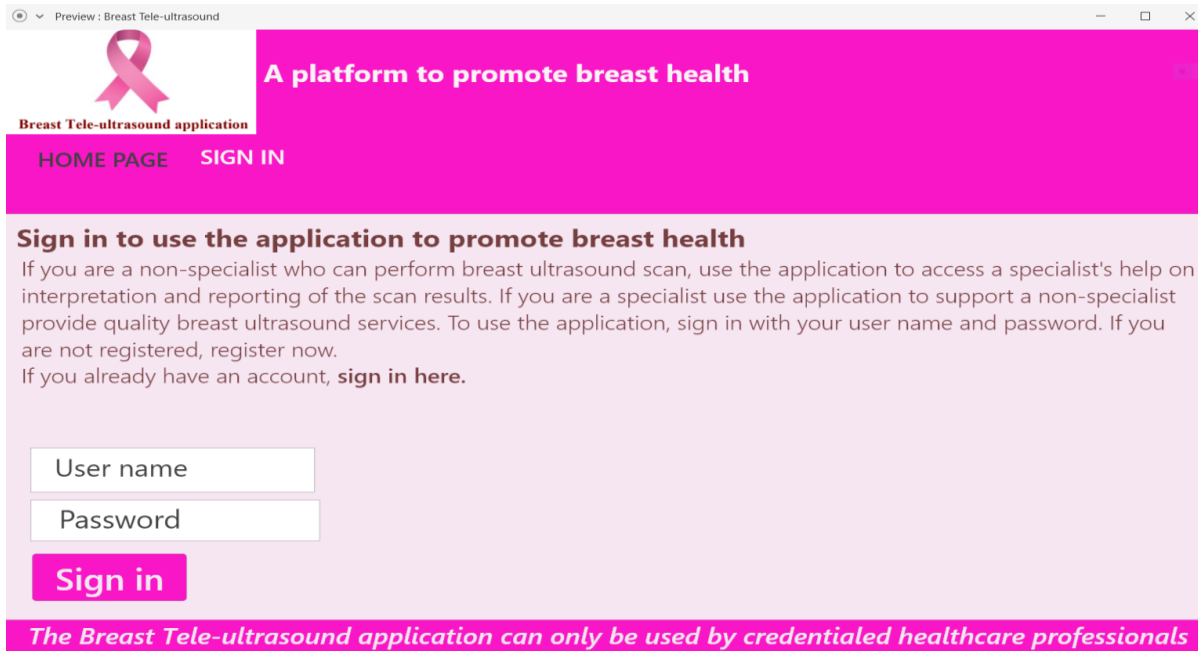 Preview : Breast Tele-ultrasound
A platform to promote breast health
Breast Tele-ultrasound application
HOME PAGE SIGN IN
Sign in to use the application to promote breast health
If you are a non-specialist who can perform breast ultrasound scan, use the application to access a specialist's help on
interpretation and reporting of the scan results. If you are a specialist use the application to support a non-specialist
provide quality breast ultrasound services. To use the application, sign in with your user name and password. If you
are not registered, register now.
If you already have an account, sign in here.
User name
Password
Sign in
The Breast Tele-ultrasound application can only be used by credentialed healthcare professionals